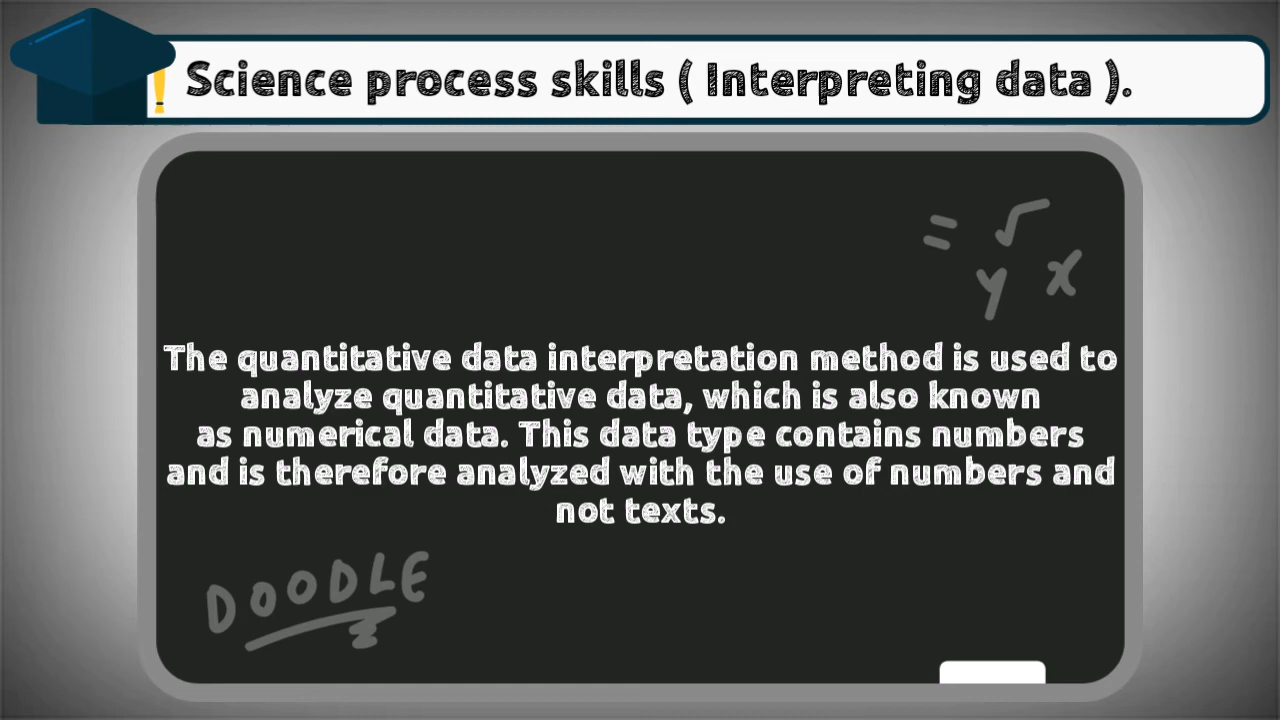 Science process skills ( Interpreting data ).
= √
y x
The quantitative data interpretation method is used to
analyze quantitative data, which is also known
as numerical data. This data type contains numbers
and is therefore analyzed with the use of numbers and
not texts.
DOODLE